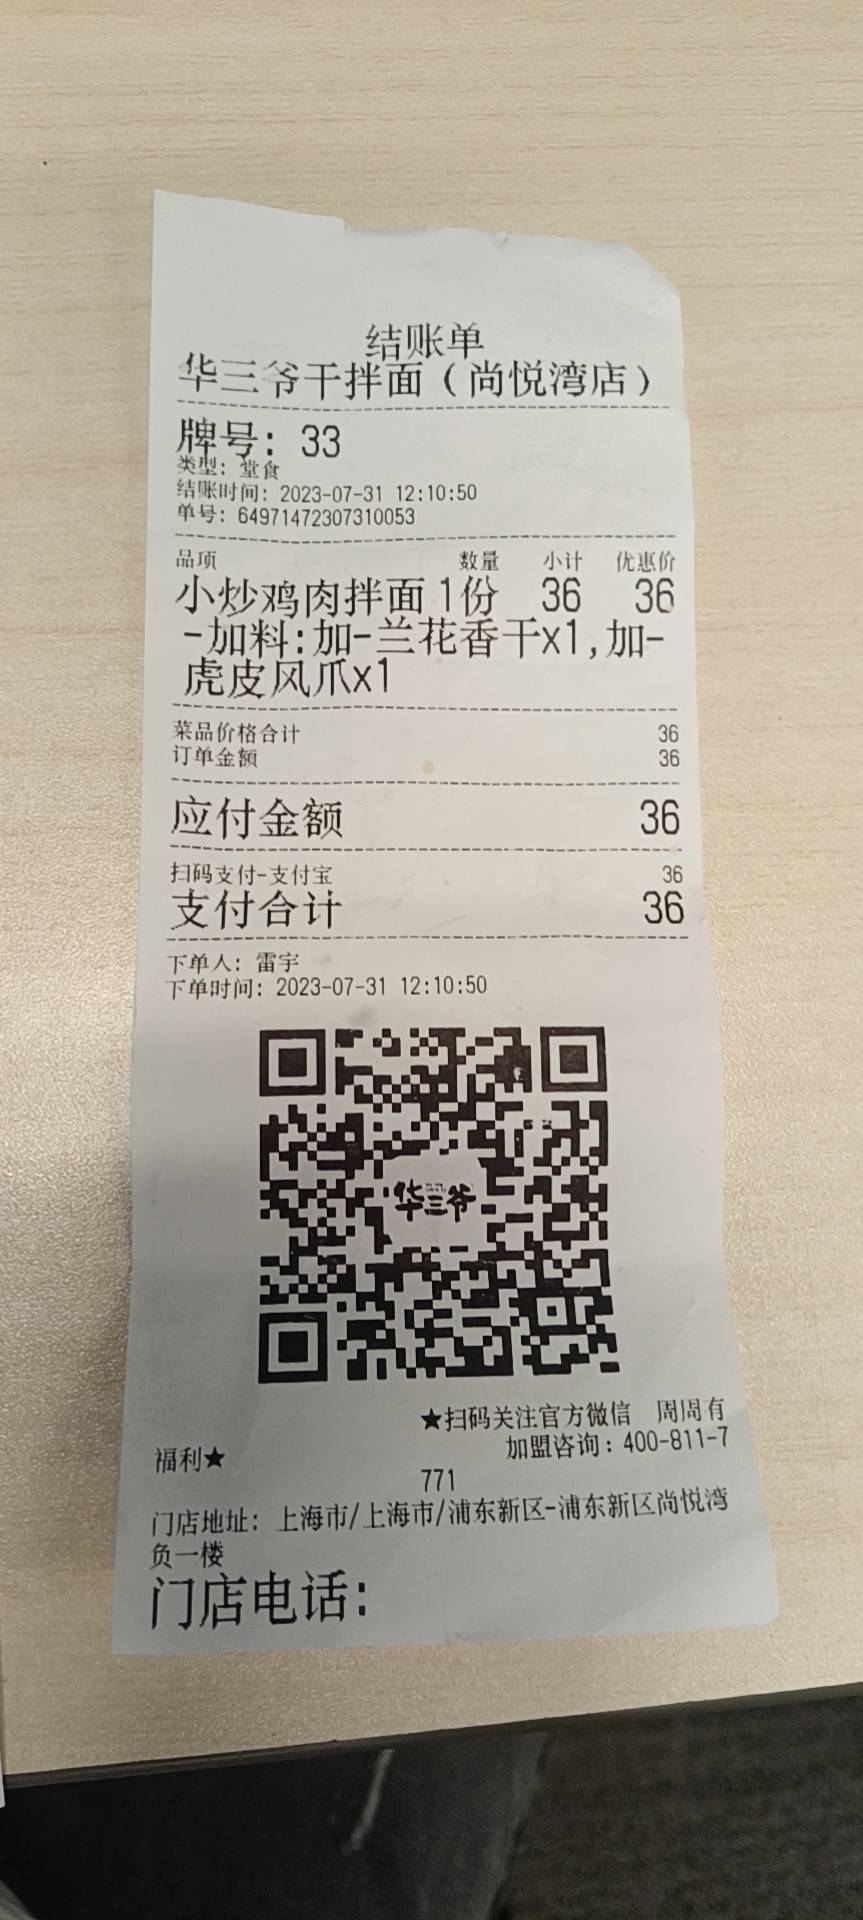 结账单
华三爷干拌面（尚悦湾店）
牌号: 33
类型: 堂食
结账时间: 2023-07-31 12:10:50
单号: 64971472307310053
品项 数量 小计 优惠价
小炒鸡肉拌面 1份 36 36
-加料:加-兰花香干x1,加-
虎皮风爪x1
菜品价格合计 36
订单金额 36
应付金额 36
扫码支付-支付宝 36
支付合计 36
下单人: 雷宇
下单时间: 2023-07-31 12:10:50
华三爷
★扫码关注官方微信 周周有
福利★ 加盟咨询: 400-811-7
771
门店地址: 上海市/上海市/浦东新区-浦东新区尚悦湾
负一楼
门店电话: